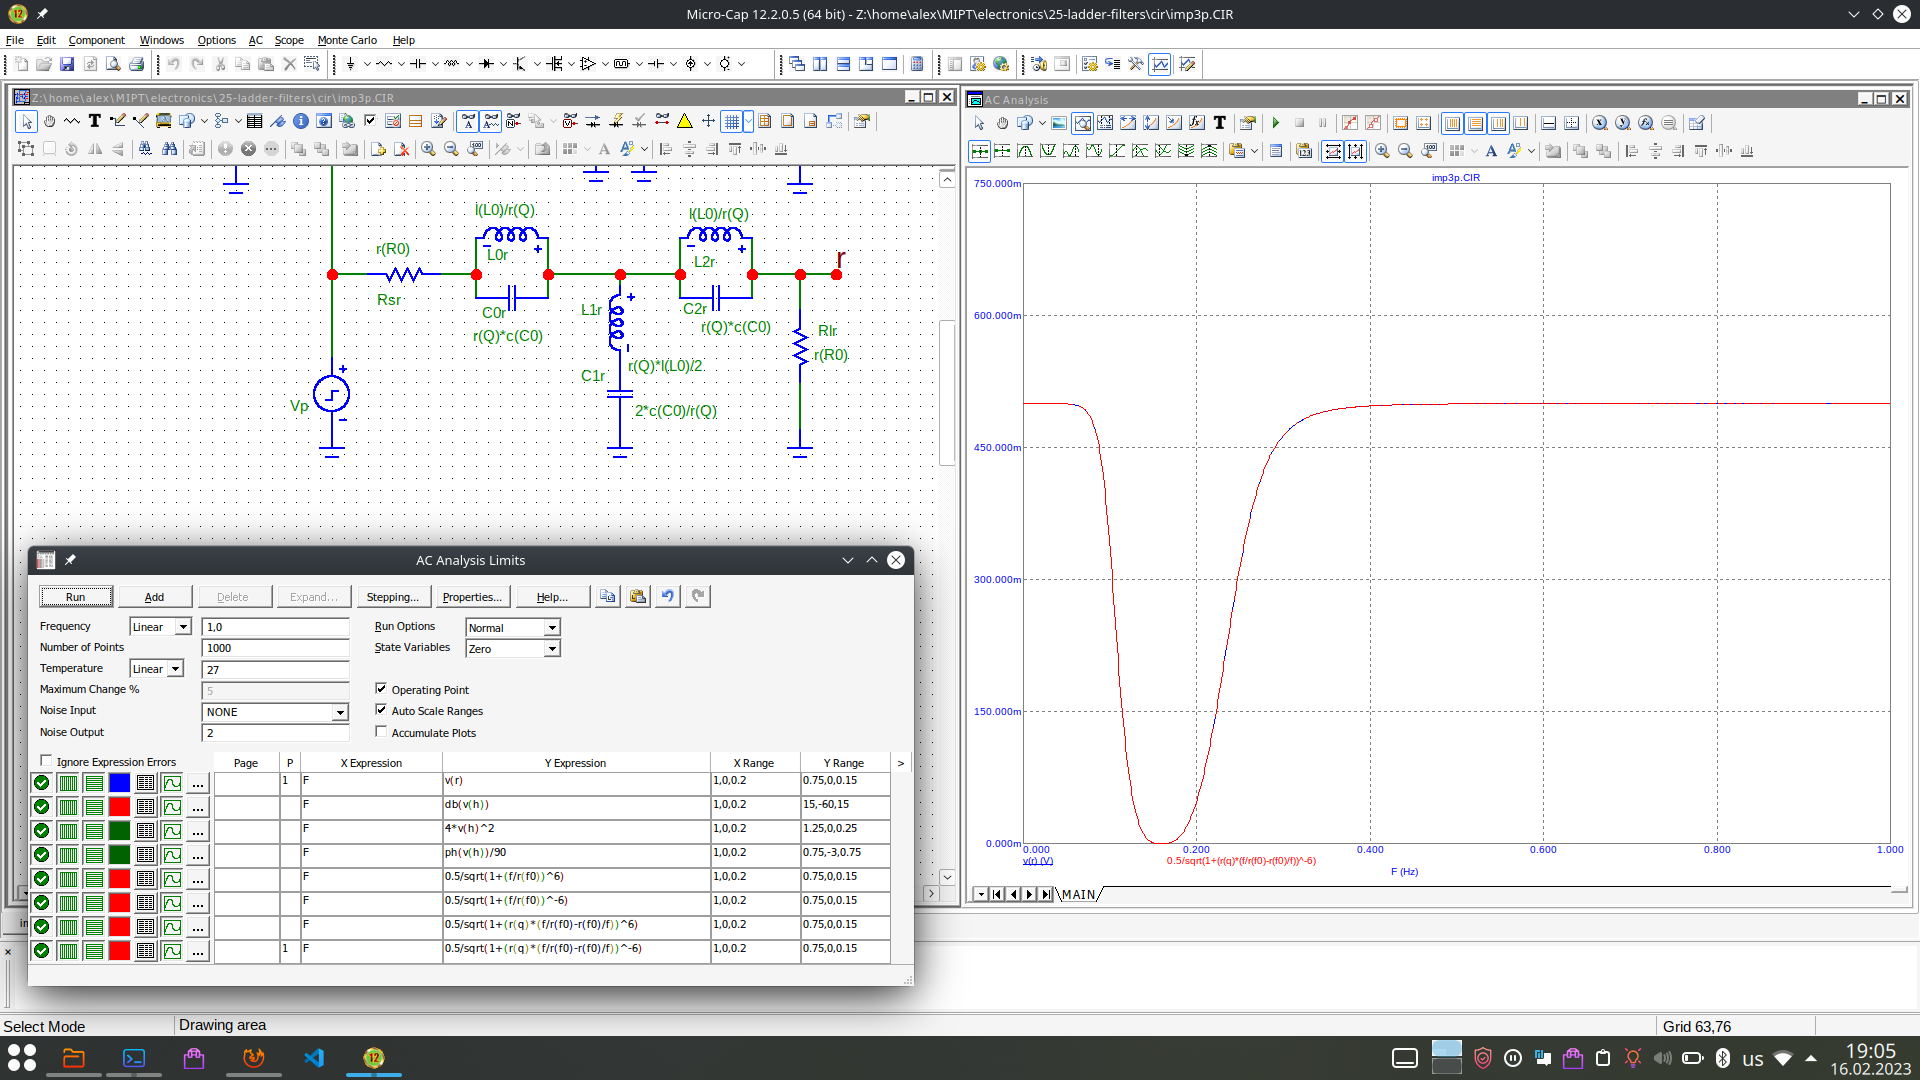 Micro-Cap 12.2.0.5 (64 bit) - Z:\home\alex\MIPT\electronics\25-ladder-filters\cir\imp3p.CIR
File Edit Component Windows Options AC Scope Monte Carlo Help
Z:\home\alex\MIPT\electronics\25-ladder-filters\cir\imp3p.CIR
l(L0)/r(Q)
l(L0)/r(Q)
r(R0)
L0r
L2r
r
Rsr
C0r
L1r
C2r
r(Q)*c(C0)
r(Q)*c(C0)
Rlr
r(R0)
r(Q)*l(L0)/2
C1r
Vp
2*c(C0)/r(Q)
AC Analysis
imp3p.CIR
750.000m
600.000m
450.000m
300.000m
150.000m
0.000m
0.000 0.200 0.400 0.600 0.800 1.000
v(r) (V) 0.5/sqrt(1+(r(q)*(f/r(f0)-r(f0)/f))^-6)
F (Hz)
MAIN
AC Analysis Limits
Run Add Delete Expand... Stepping... Properties... Help...
Frequency Linear 1,0 Run Options Normal
Number of Points 1000 State Variables Zero
Temperature Linear 27
Maximum Change % 5 Operating Point
Noise Input NONE Auto Scale Ranges
Noise Output 2 Accumulate Plots
Ignore Expression Errors Page P X Expression Y Expression X Range Y Range >
... 1 F v(r) 1,0,0.2 0.75,0,0.15
... F db(v(h)) 1,0,0.2 15,-60,15
... F 4*v(h)^2 1,0,0.2 1.25,0,0.25
... F ph(v(h))/90 1,0,0.2 0.75,-3,0.75
... F 0.5/sqrt(1+(f/r(f0))^6) 1,0,0.2 0.75,0,0.15
... F 0.5/sqrt(1+(f/r(f0))^-6) 1,0,0.2 0.75,0,0.15
... F 0.5/sqrt(1+(r(q)*(f/r(f0)-r(f0)/f))^6) 1,0,0.2 0.75,0,0.15
... 1 F 0.5/sqrt(1+(r(q)*(f/r(f0)-r(f0)/f))^-6) 1,0,0.2 0.75,0,0.15
Select Mode Drawing area Grid 63,76
12 us 19:05
16.02.2023